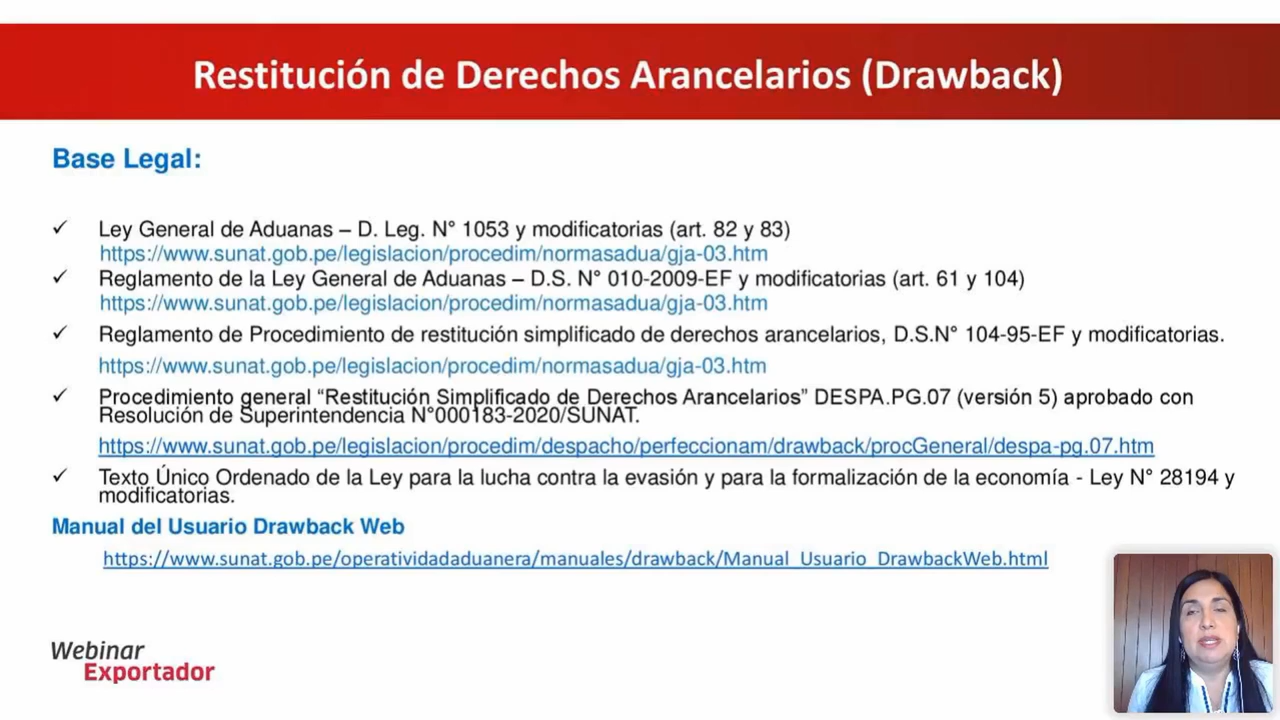 Restitución de Derechos Arancelarios (Drawback)
Base Legal:
✓ Ley General de Aduanas – D. Leg. N° 1053 y modificatorias (art. 82 y 83)
https://www.sunat.gob.pe/legislacion/procedim/normasadua/gja-03.htm
✓ Reglamento de la Ley General de Aduanas – D.S. N° 010-2009-EF y modificatorias (art. 61 y 104)
https://www.sunat.gob.pe/legislacion/procedim/normasadua/gja-03.htm
✓ Reglamento de Procedimiento de restitución simplificado de derechos arancelarios, D.S.N° 104-95-EF y modificatorias.
https://www.sunat.gob.pe/legislacion/procedim/normasadua/gja-03.htm
✓ Procedimiento general “Restitución Simplificado de Derechos Arancelarios” DESPA.PG.07 (versión 5) aprobado con
Resolución de Superintendencia N°000183-2020/SUNAT.
https://www.sunat.gob.pe/legislacion/procedim/despacho/perfeccionam/drawback/procGeneral/despa-pg.07.htm
✓ Texto Único Ordenado de la Ley para la lucha contra la evasión y para la formalización de la economía - Ley N° 28194 y
modificatorias.
Manual del Usuario Drawback Web
https://www.sunat.gob.pe/operatividadaduanera/manuales/drawback/Manual_Usuario_DrawbackWeb.html
Webinar
Exportador